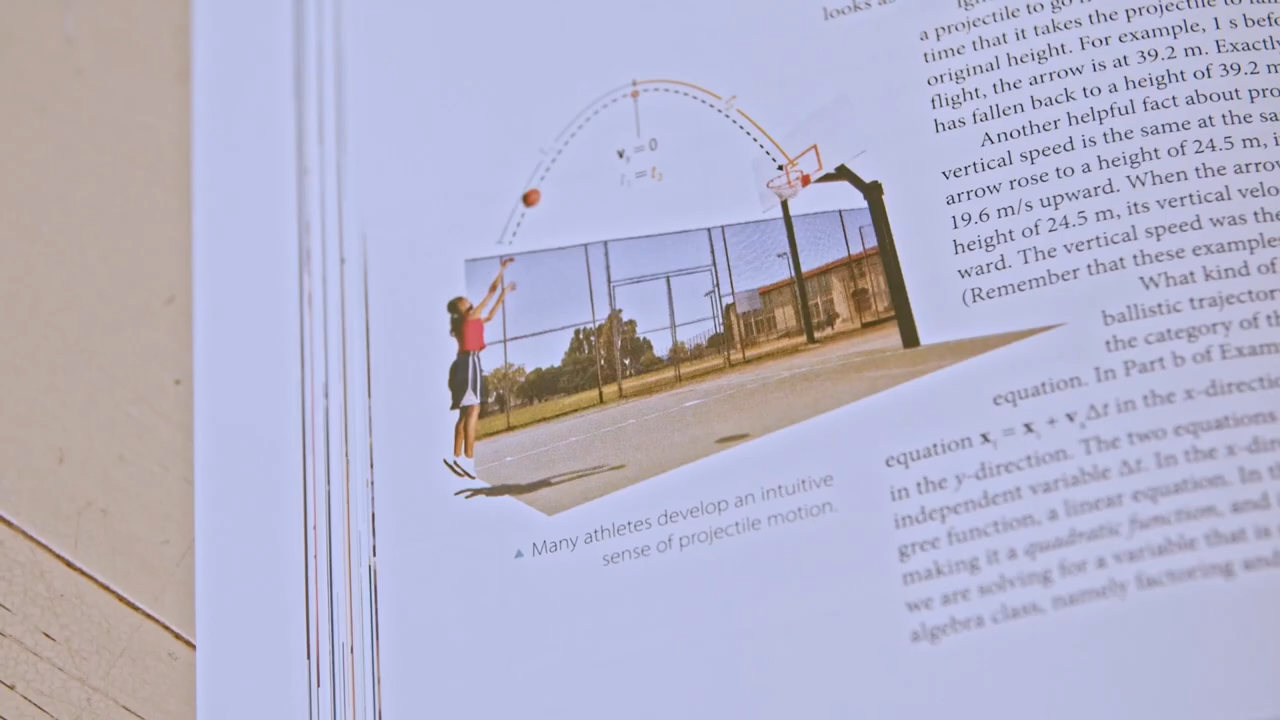 looks as
a projectile to go
time that it takes the projectile to
original height. For example, 1 s befo
flight, the arrow is at 39.2 m. Exactly
has fallen back to a height of 39.2 m
Another helpful fact about pro
vertical speed is the same at the sa
arrow rose to a height of 24.5 m, i
19.6 m/s upward. When the arrow
height of 24.5 m, its vertical velo
ward. The vertical speed was the
(Remember that these examples
What kind of
ballistic trajector
the category of th
equation. In Part b of Exam
equation x = x + v Δt in the x-directio
in the y-direction. The two equations
independent variable Δt. In the x-dir
gree function, a linear equation. In t
making it a quadratic function, and
we are solving for a variable that is
algebra class, namely factoring and
v = 0
t = t
▲ Many athletes develop an intuitive
sense of projectile motion.